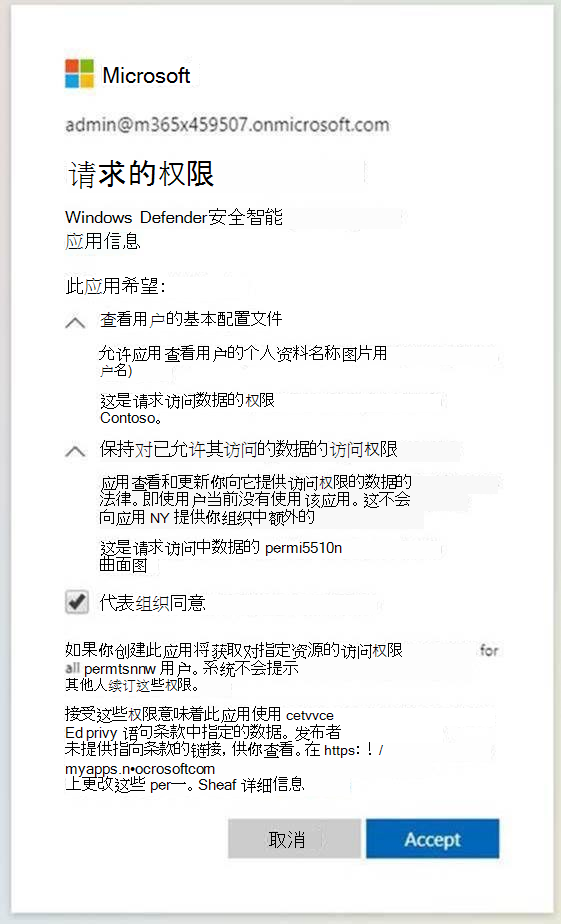 Microsoft
admin@m365x459507.onmicrosoft.com
请求的权限
Windows Defender安全智能
应用信息
此应用希望：
查看用户的基本配置文件
允许应用查看用户的个人资料名称图片用
户名)
这是请求访问数据的权限
Contoso。
保持对已允许其访问的数据的访问权限
应用查看和更新你向它提供访问权限的数据的
法律。即使用户当前没有使用该应用。这不会
向应用 NY 提供你组织中额外的
这是请求访问中数据的 permi5510n
曲面图
代表组织同意
如果你创建此应用将获取对指定资源的访问权限 for
all permtsnnw 用户。系统不会提示
其他人续订这些权限。
接受这些权限意味着此应用使用 cetvvce
Ed privy 语句条款中指定的数据。发布者
未提供指向条款的链接，供你查看。在 https：！/
myapps.n•ocrosoftcom
上更改这些 per一。Sheaf 详细信息
取消 Accept